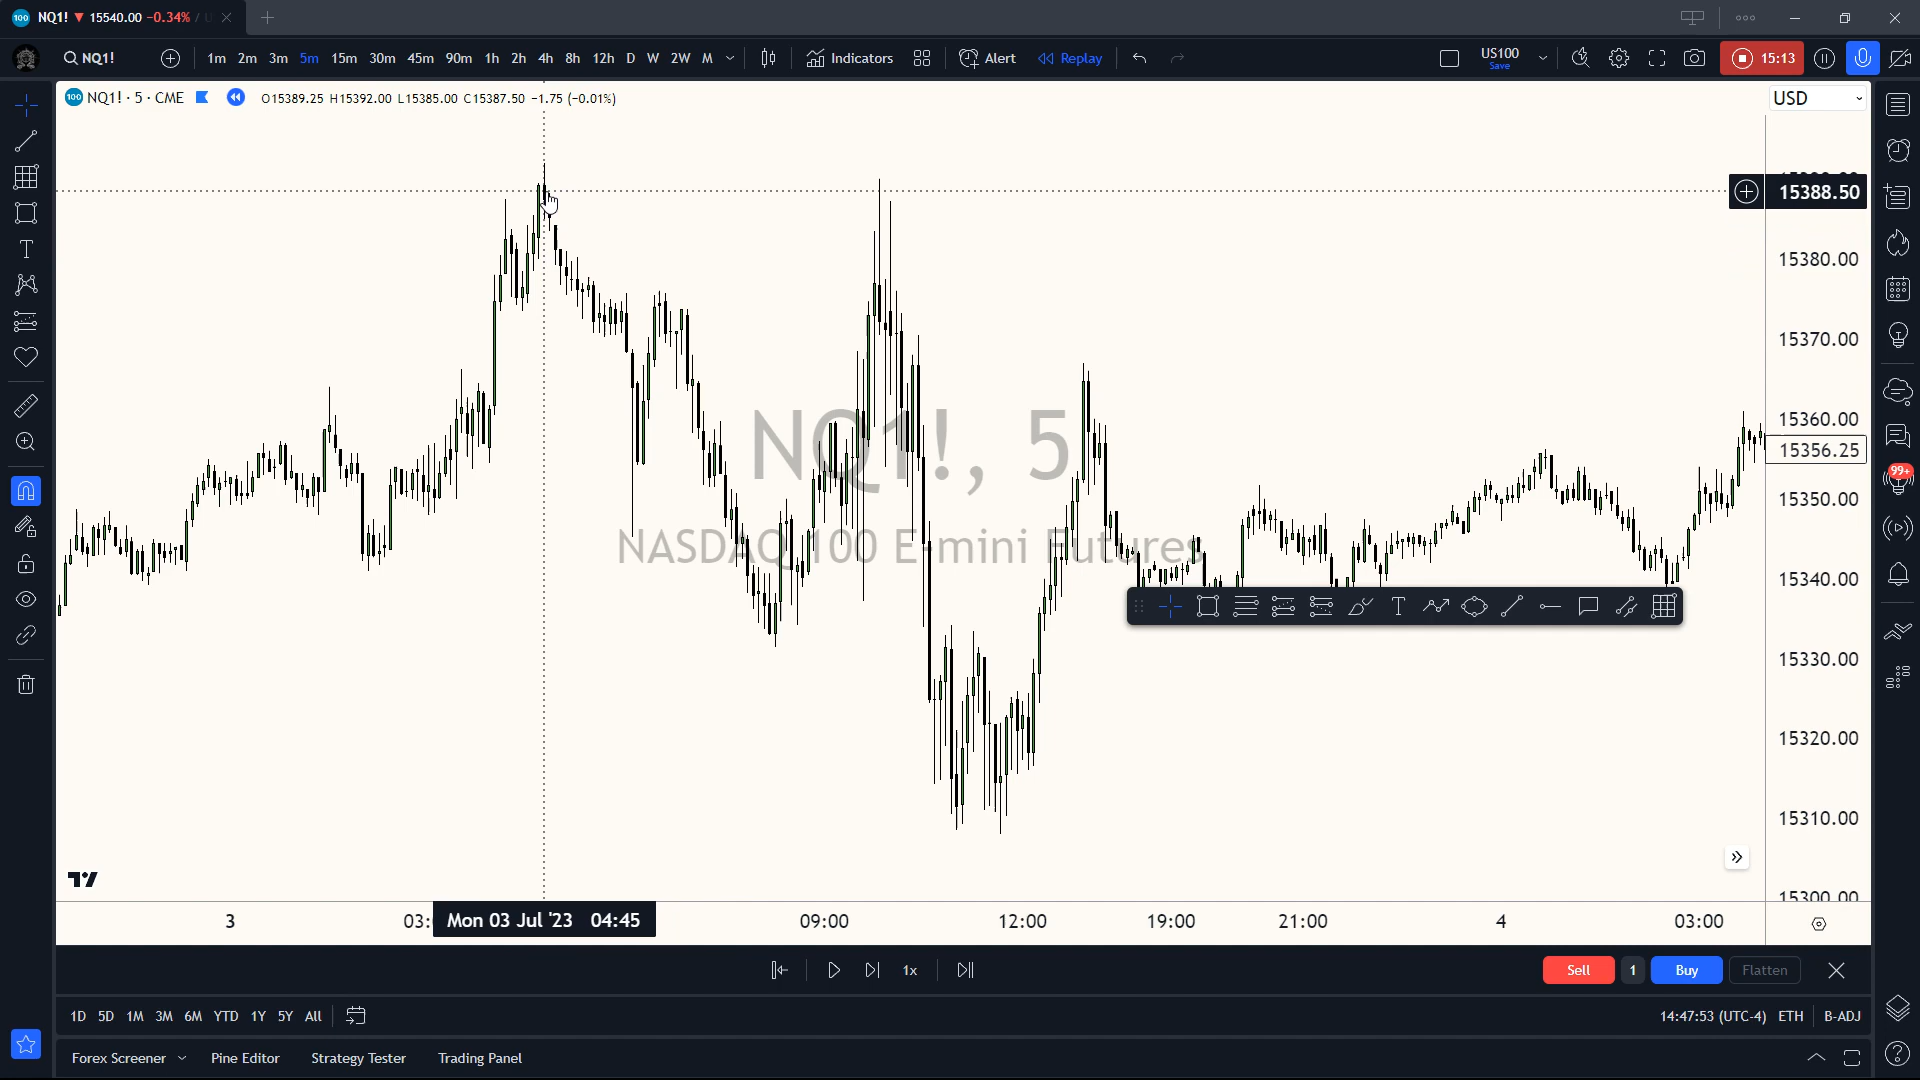 100 NQ1! ▼ 15540.00 −0.34% / U
NQ1! 1m 2m 3m 5m 15m 30m 45m 90m 1h 2h 4h 8h 12h D W 2W M Indicators Alert Replay US100 15:13
Save
100 NQ1! · 5 · CME O15389.25 H15392.00 L15385.00 C15387.50 −1.75 (−0.01%) USD
15388.50
15380.00
15370.00
15360.00
NQ1!, 5
15356.25
99+
15350.00
NASDAQ 100 E-mini Futures
15340.00
15330.00
15320.00
15310.00
15300.00
3 03: Mon 03 Jul '23 04:45 09:00 12:00 19:00 21:00 4 03:00
1x Sell 1 Buy Flatten
1D 5D 1M 3M 6M YTD 1Y 5Y All 14:47:53 (UTC-4) ETH B-ADJ
Forex Screener Pine Editor Strategy Tester Trading Panel